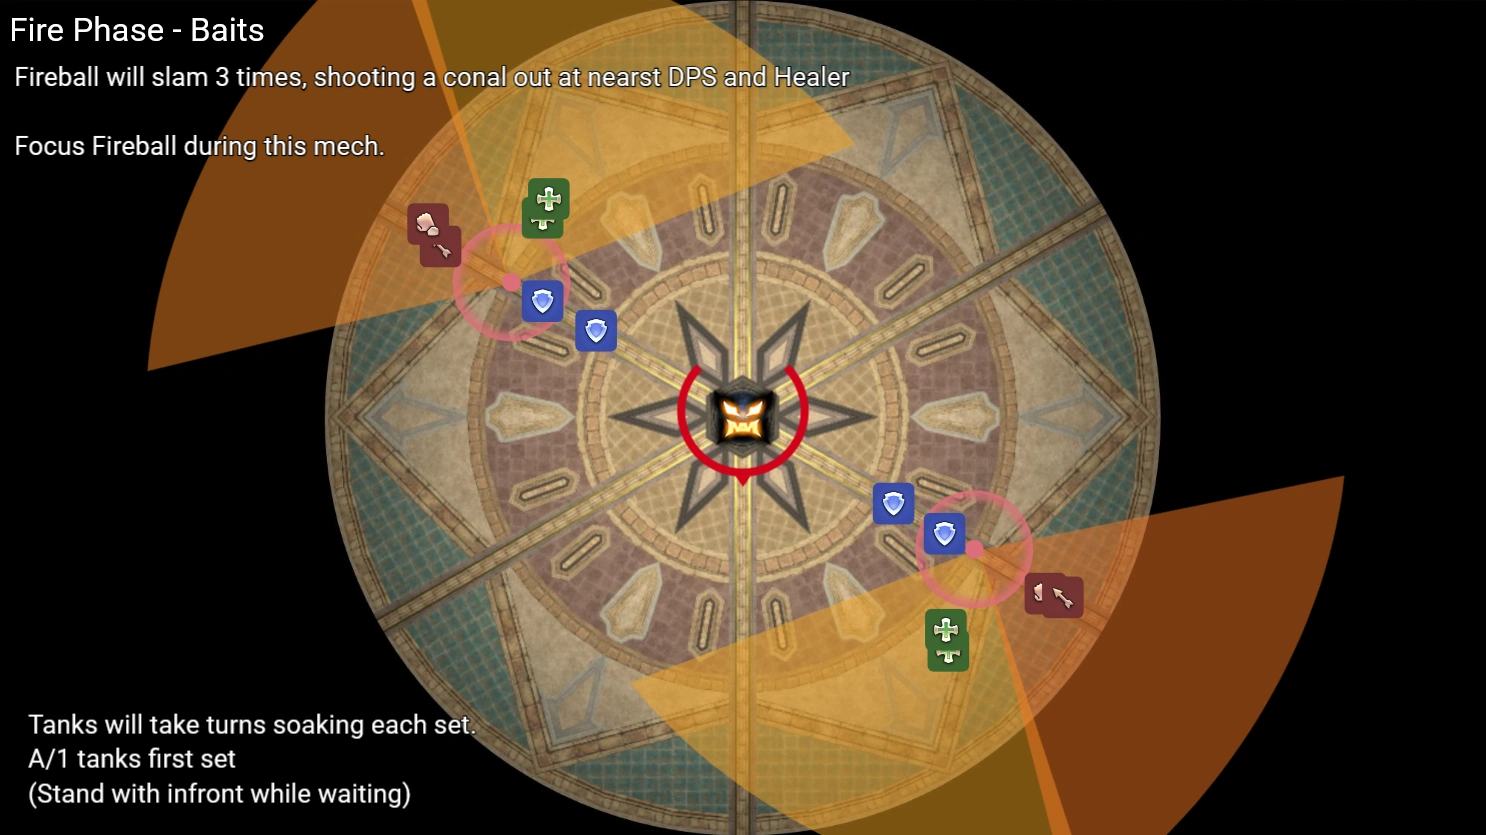 Fire Phase - Baits
Fireball will slam 3 times, shooting a conal out at nearst DPS and Healer
Focus Fireball during this mech.
Tanks will take turns soaking each set.
A/1 tanks first set
(Stand with infront while waiting)